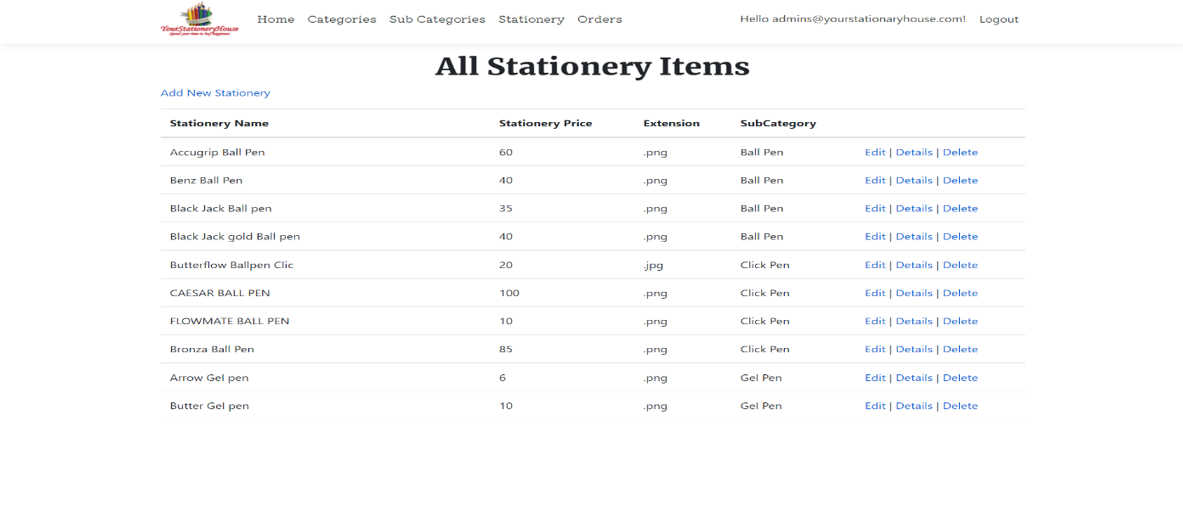 YourStationeryHouse
Home Categories Sub Categories Stationery Orders Hello admins@yourstationaryhouse.com! Logout
All Stationery Items
Add New Stationery
Stationery Name Stationery Price Extension SubCategory
Accugrip Ball Pen 60 .png Ball Pen Edit | Details | Delete
Benz Ball Pen 40 .png Ball Pen Edit | Details | Delete
Black Jack Ball pen 35 .png Ball Pen Edit | Details | Delete
Black Jack gold Ball pen 40 .png Ball Pen Edit | Details | Delete
Butterflow Ballpen Clic 20 .jpg Click Pen Edit | Details | Delete
CAESAR BALL PEN 100 .png Click Pen Edit | Details | Delete
FLOWMATE BALL PEN 10 .png Click Pen Edit | Details | Delete
Bronza Ball Pen 85 .png Click Pen Edit | Details | Delete
Arrow Gel pen 6 .png Gel Pen Edit | Details | Delete
Butter Gel pen 10 .png Gel Pen Edit | Details | Delete